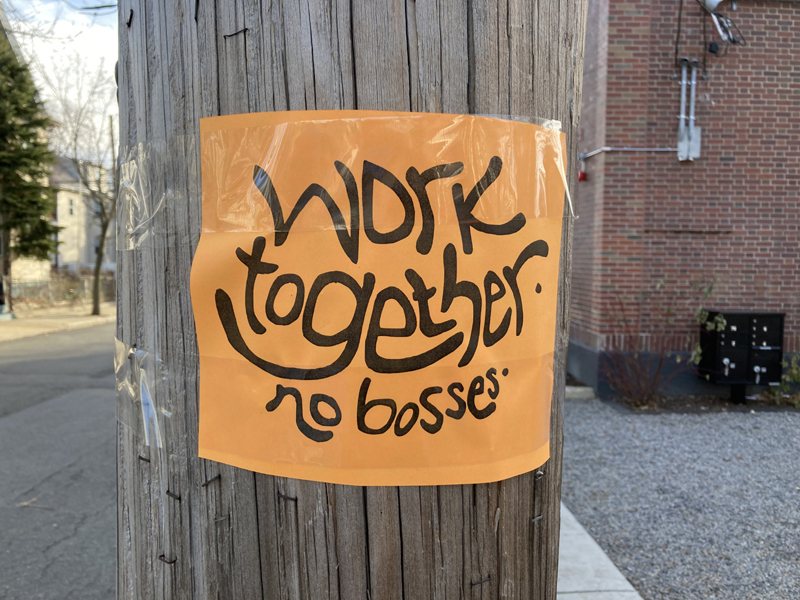 Work
together.
no bosses.